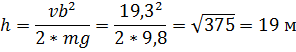 h = vb² / 2 * mg = 19,3² / 2 * 9,8 = √375 = 19 м